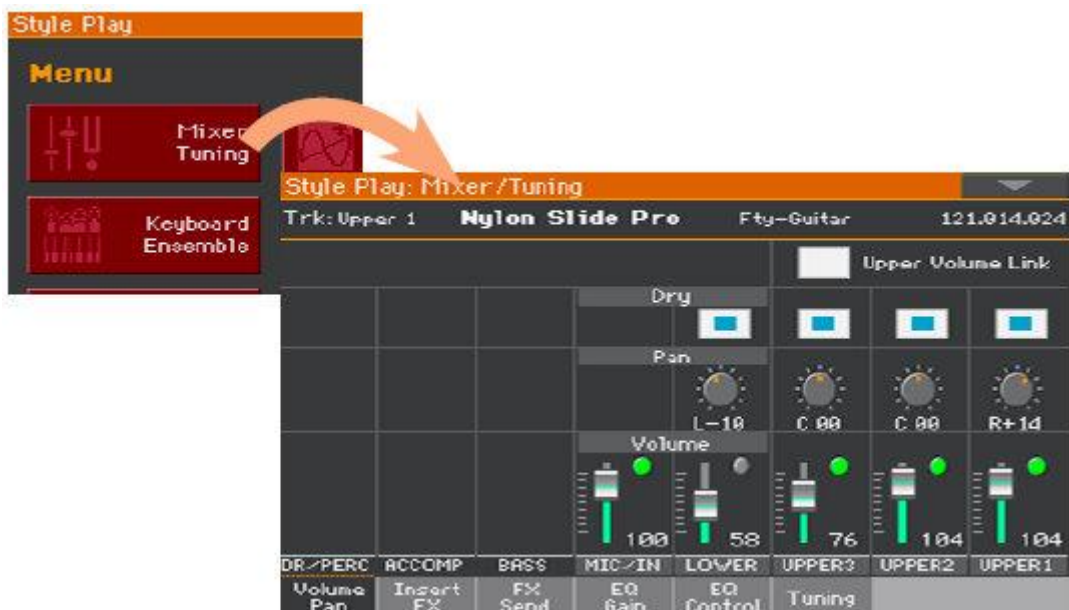 Style Play
Menu
Mixer
Tuning
Keyboard
Ensemble
Style Play: Mixer/Tuning
Trk: Upper 1 Nylon Slide Pro Fty-Guitar 121.014.024
Upper Volume Link
Dry
Pan
L-10 C 00 C 00 R+14
Volume
100 58 76 104 104
DR/PERC ACCOMP BASS MIC/IN LOWER UPPER3 UPPER2 UPPER1
Volume Pan Insert FX FX Send EQ Gain EQ Control Tuning